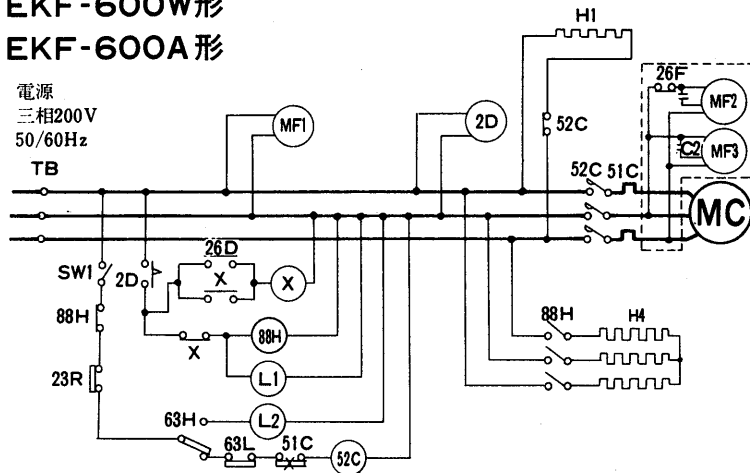 EKF-600W形
EKF-600A形
電源
三相200V
50/60Hz
TB
H1
26F
MF2
C2
MF3
MF1
2D
52C
52C 51C
MC
SW1
2D
26D
X
X
88H
X
88H
L1
23R
63H
L2
63L
51C
52C
88H
H4